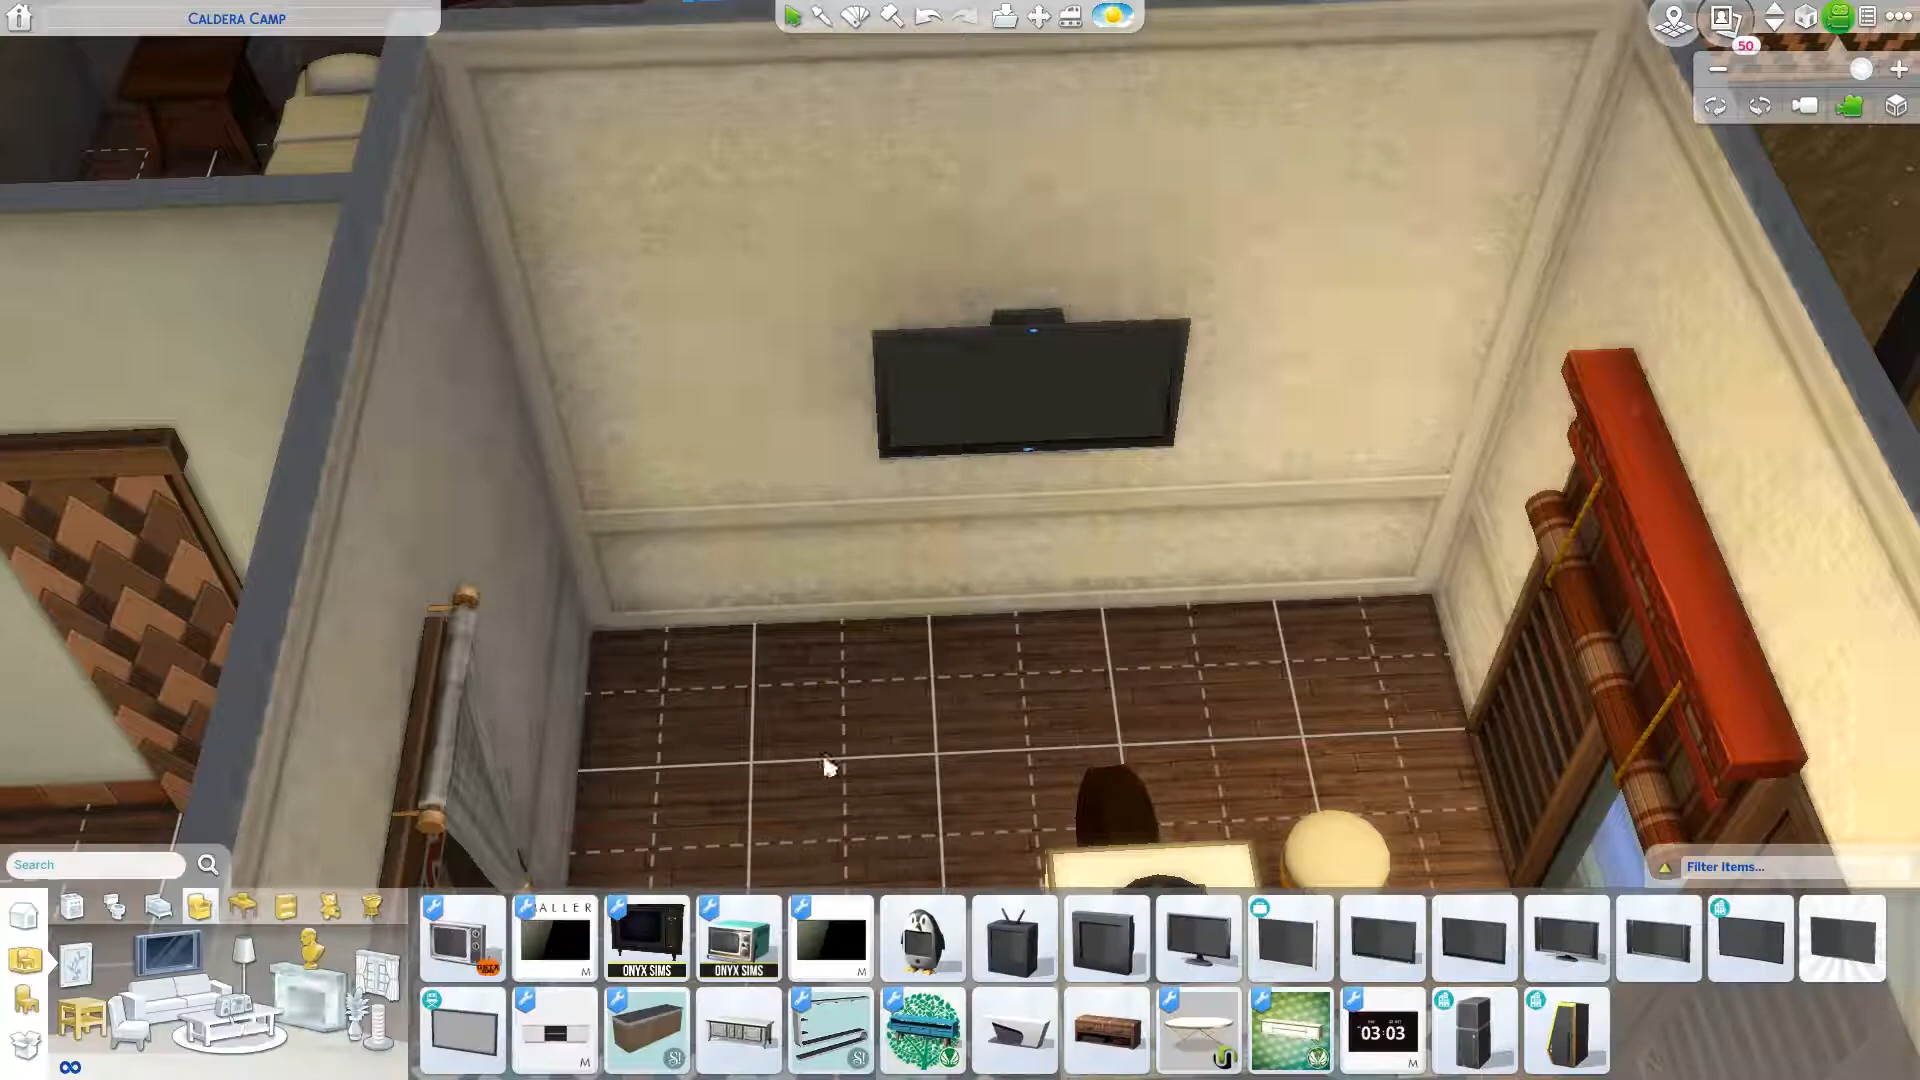 CALDERA CAMP
50
Search
Filter Items...
ALLER
M
ONYX SIMS
ONYX SIMS
M
M
S!
S!
03:03
M